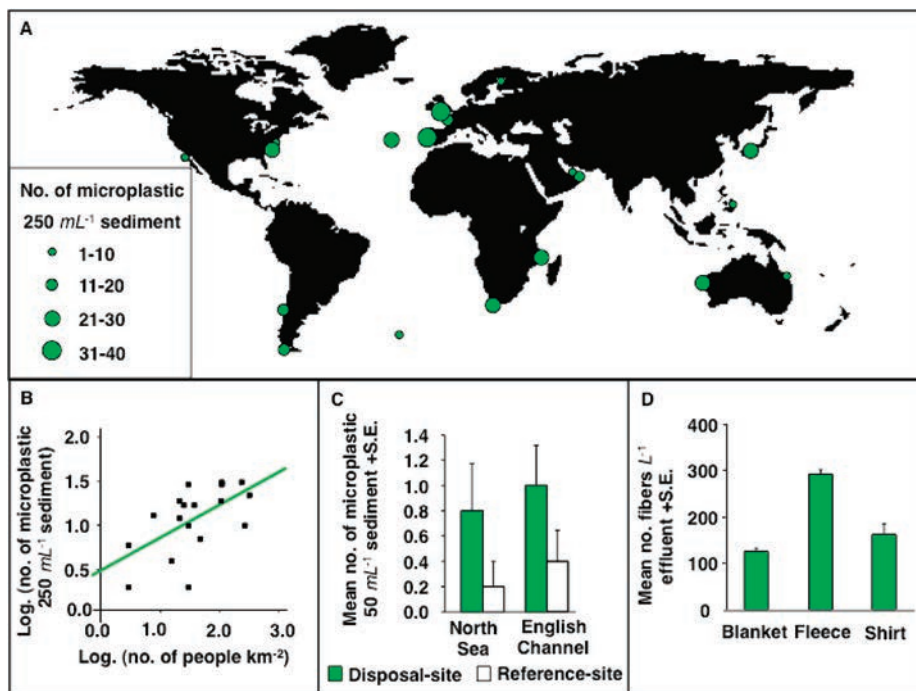 A
No. of microplastic
250 mL⁻¹ sediment
1-10
11-20
21-30
31-40
B
Log. (no. of microplastic
250 mL⁻¹ sediment)
2.0
1.5
1.0
0.5
0.0
0.0 1.0 2.0 3.0
Log. (no. of people km⁻²)
C
Mean no. of microplastic
50 mL⁻¹ sediment +S.E.
1.4
1.2
1.0
0.8
0.6
0.4
0.2
0.0
North English
Sea Channel
Disposal-site Reference-site
D
Mean no. fibers L⁻¹
effluent +S.E.
400
300
200
100
0
Blanket Fleece Shirt